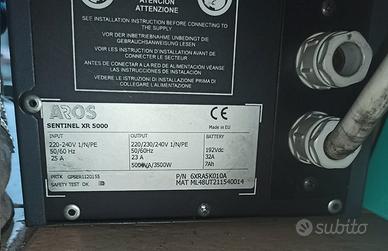 ATENCION
ATTENZIONE
SEE INSTALLATION INSTRUCTION BEFORE CONNECTING TO
THE SUPPLY
VOR DER INBETRIEBNAHME UNBEDINGT DIE
GEBRAUCHSANWEISUNG LESEN!
VOIR LES INSTRUCTIONS D'INSTALLATION AVANT DE
CONNECTER LE SECTEUR
ANTES DE CONECTAR A LA RED DE ALIMENTACIÓN VÉANSE
LAS INSTRUCCIONES DE INSTALACIÓN
VEDERE LE ISTRUZIONI DI INSTALLAZIONE PRIMA DI
COLLEGARE L'ALIMENTAZIONE
AROS
SENTINEL XR 5000
CE
Made in EU
INPUT OUTPUT BATTERY
220-240V 1/N/PE 220/230/240V 1/N/PE 192Vdc
50/60 Hz 50/60Hz 32A
25 A 23 A 7Ah
5000VA/3500W
P/N 6XRA5K010A
MAT ML48UT211540014
SAFETY TEST OK
subito